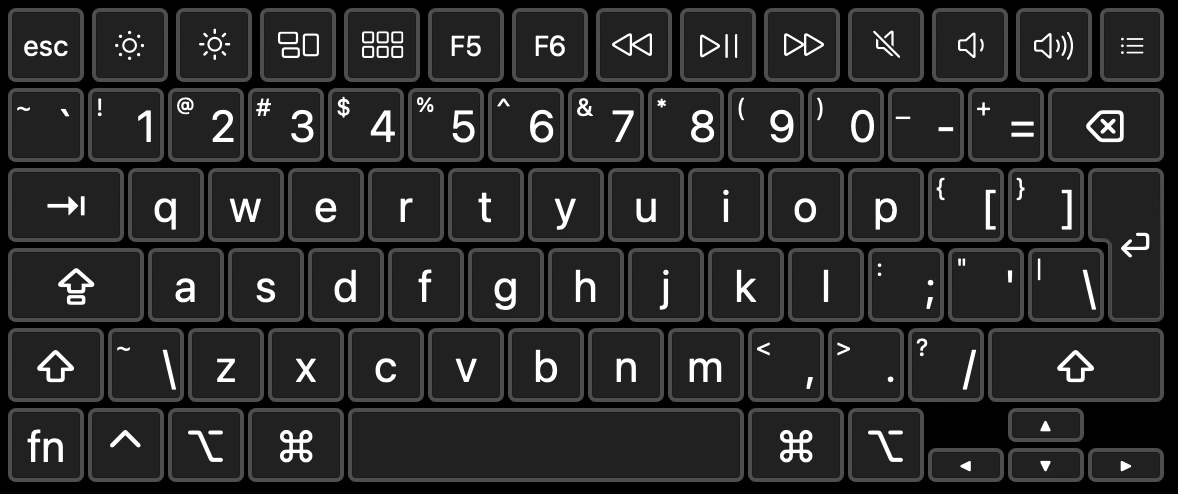 esc F5 F6
~ ` ! 1 @ 2 # 3 $ 4 % 5 ^ 6 & 7 * 8 ( 9 ) 0 _ - + =
q w e r t y u i o p { [ } ]
a s d f g h j k l : ; " ' | \
~ \ z x c v b n m < , > . ? /
fn ⌃ ⌥ ⌘ ⌘ ⌥